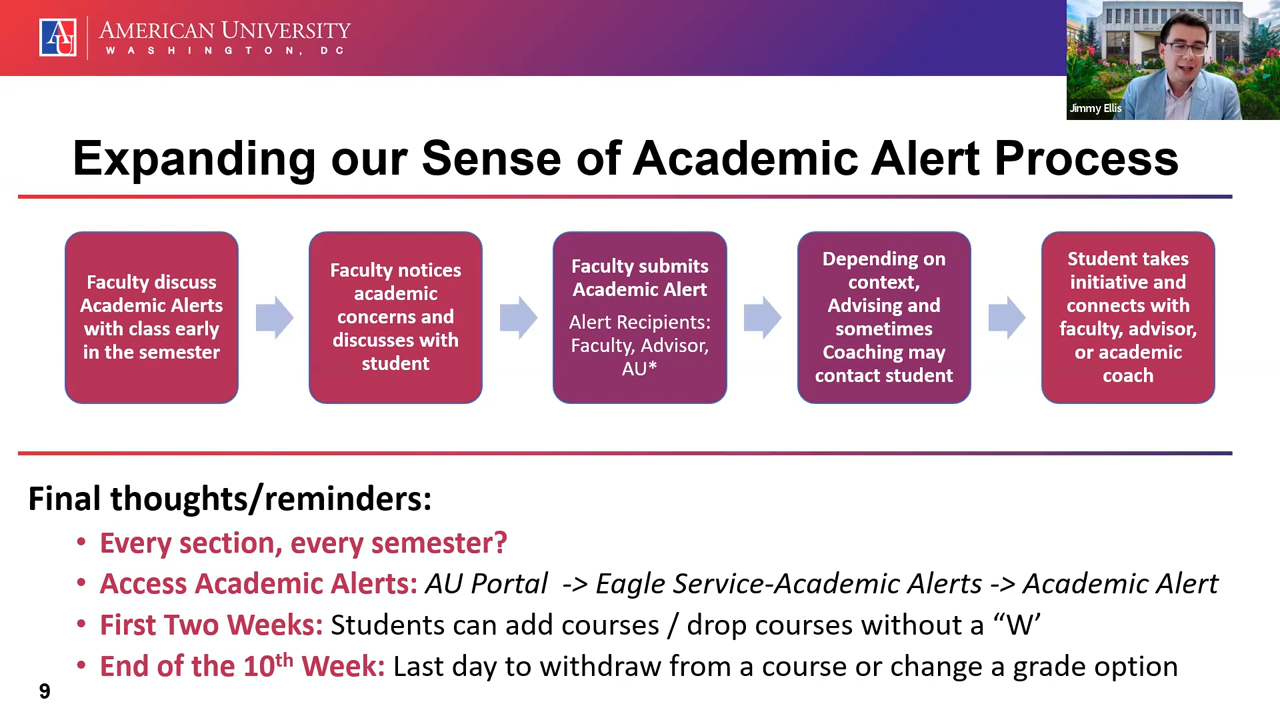 AU AMERICAN UNIVERSITY
WASHINGTON, DC
Jimmy Ellis
Expanding our Sense of Academic Alert Process
Faculty discuss
Academic Alerts
with class early
in the semester
Faculty notices
academic
concerns and
discusses with
student
Faculty submits
Academic Alert
Alert Recipients:
Faculty, Advisor,
AU*
Depending on
context,
Advising and
sometimes
Coaching may
contact student
Student takes
initiative and
connects with
faculty, advisor,
or academic
coach
Final thoughts/reminders:
• Every section, every semester?
• Access Academic Alerts: AU Portal -> Eagle Service-Academic Alerts -> Academic Alert
• First Two Weeks: Students can add courses / drop courses without a “W’
• End of the 10th Week: Last day to withdraw from a course or change a grade option
9